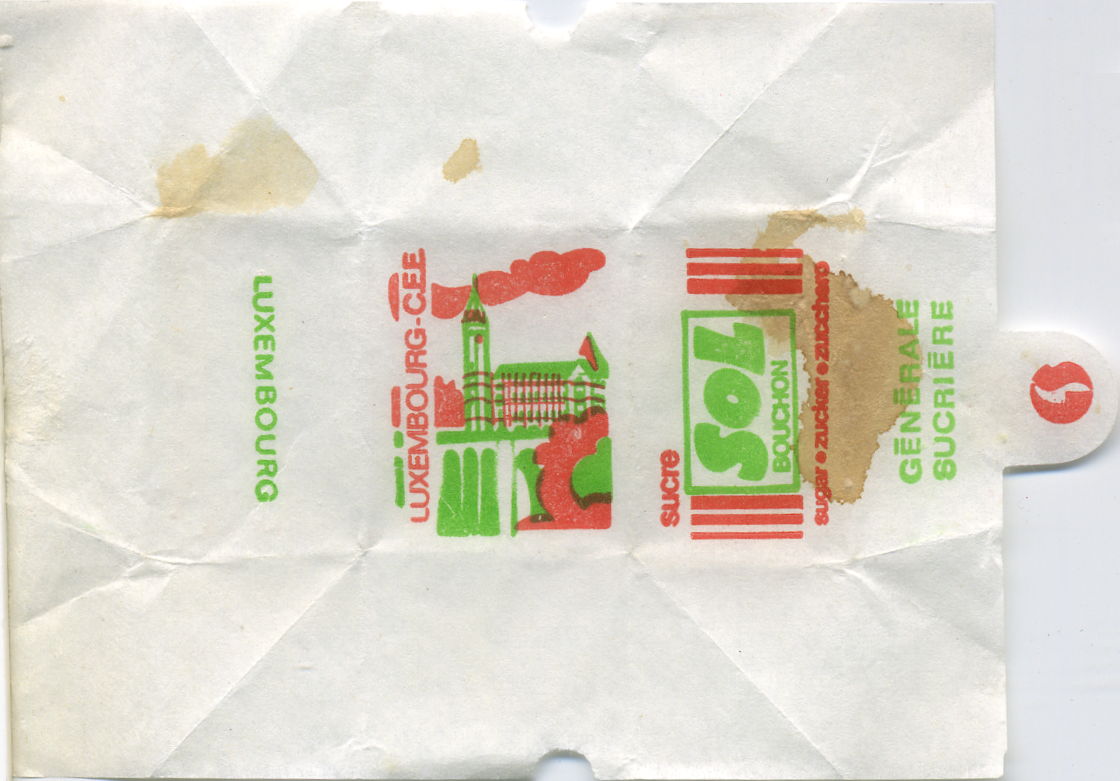 LUXEMBOURG
LUXEMBOURG-CEE
sucre
SOL
BOUCHON
sugar • zucker • zucchero
GÉNÉRALE
SUCRIÈRE